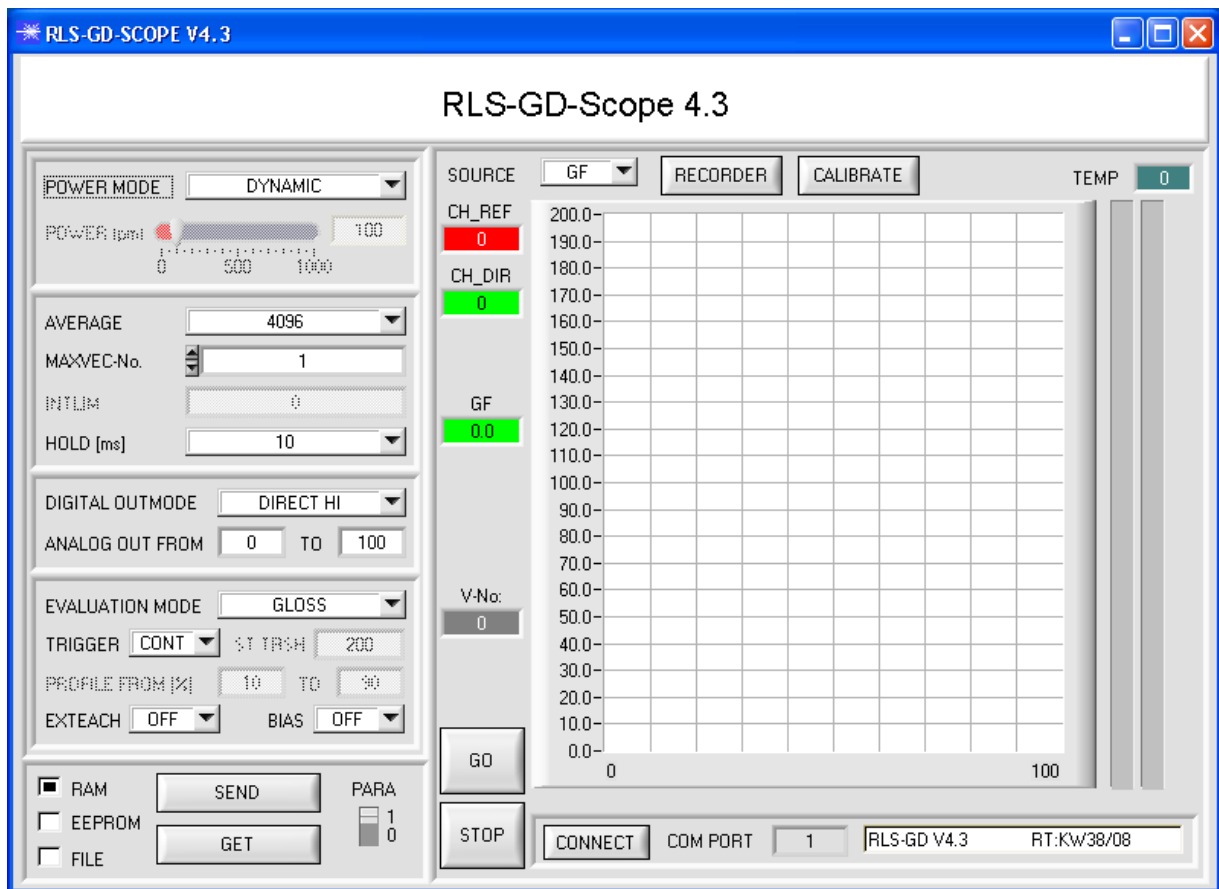 RLS-GD-SCOPE V4.3
RLS-GD-Scope 4.3
POWER MODE DYNAMIC
POWER [pm] 100
0 500 1000
AVERAGE 4096
MAXVEC-No. 1
INTLIM 0
HOLD [ms] 10
DIGITAL OUTMODE DIRECT HI
ANALOG OUT FROM 0 TO 100
EVALUATION MODE GLOSS
TRIGGER CONT ST TRSH 200
PROFILE FROM [%] 10 TO 90
EXTEACH OFF BIAS OFF
RAM SEND PARA
EEPROM 1
GET 0
FILE
SOURCE GF RECORDER CALIBRATE TEMP 0
CH_REF
0
CH_DIR
0
GF
0.0
V-No:
0
GO
STOP
200.0
190.0
180.0
170.0
160.0
150.0
140.0
130.0
120.0
110.0
100.0
90.0
80.0
70.0
60.0
50.0
40.0
30.0
20.0
10.0
0.0
0 100
CONNECT COM PORT 1 RLS-GD V4.3 RT:KW38/08